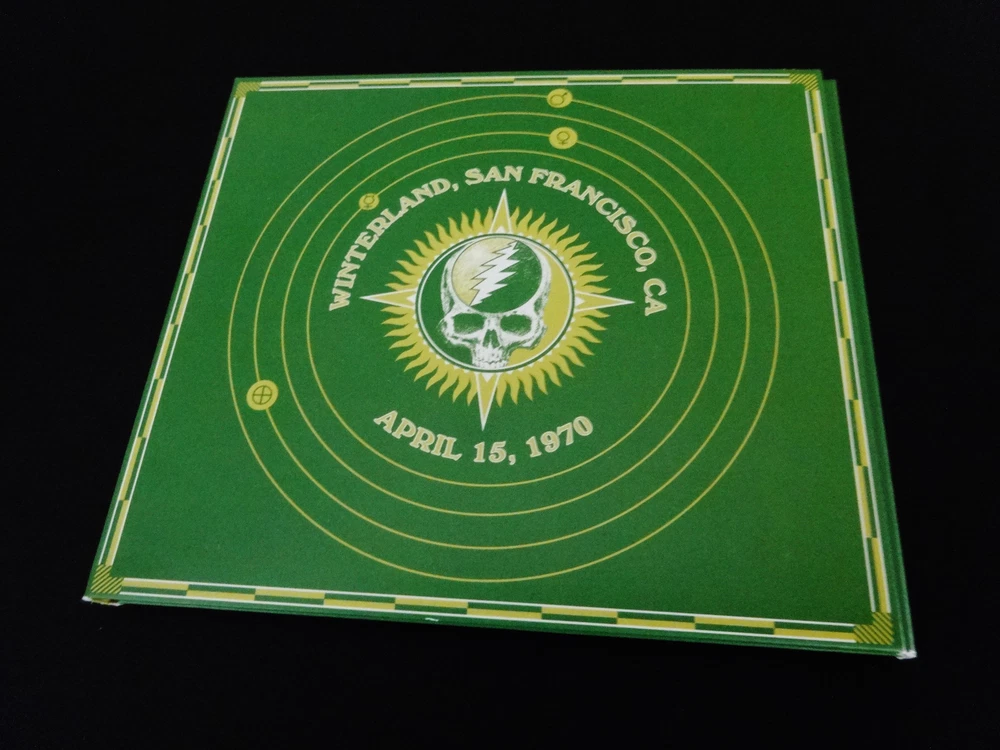 WINTERLAND, SAN FRANCISCO, CA
APRIL 15, 1970